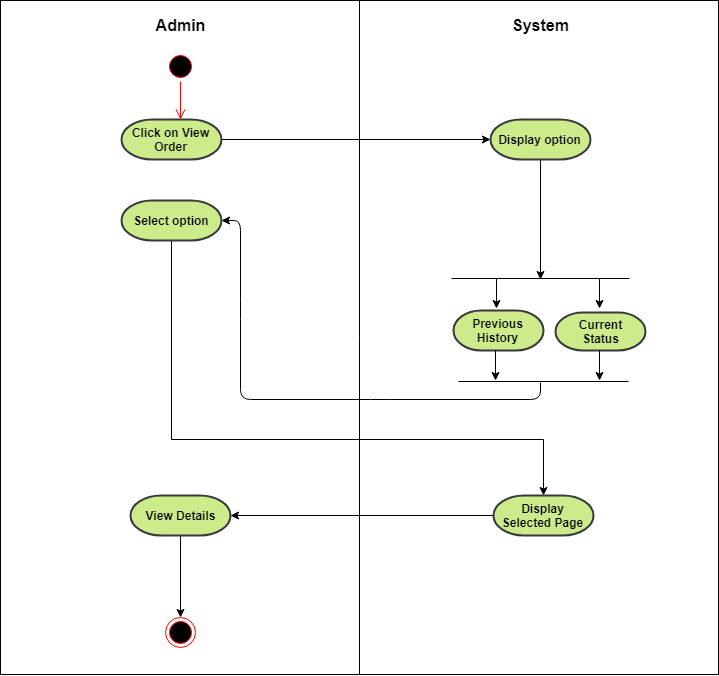 Admin
System
Click on View
Order
Display option
Select option
Previous
History
Current
Status
View Details
Display
Selected Page